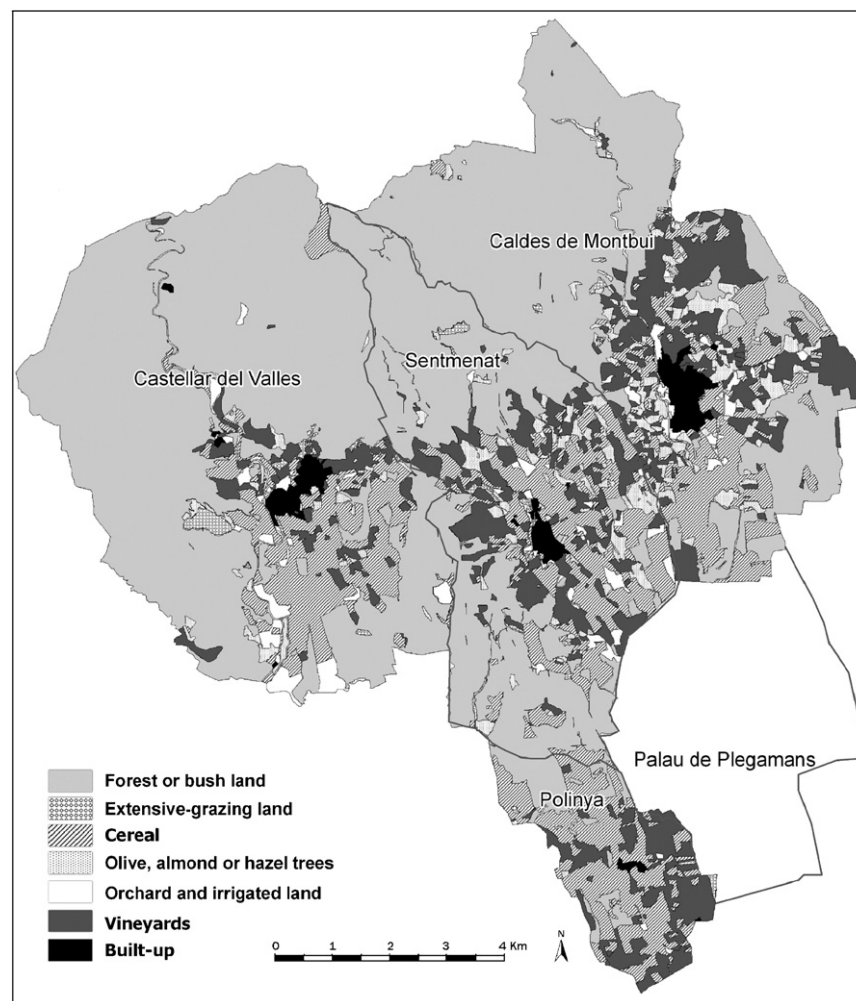 Caldes de Montbui
Sentmenat
Castellar del Valles
Palau de Plegamans
Polinya
Forest or bush land
Extensive-grazing land
Cereal
Olive, almond or hazel trees
Orchard and irrigated land
Vineyards
Built-up
0 1 2 3 4 Km
N